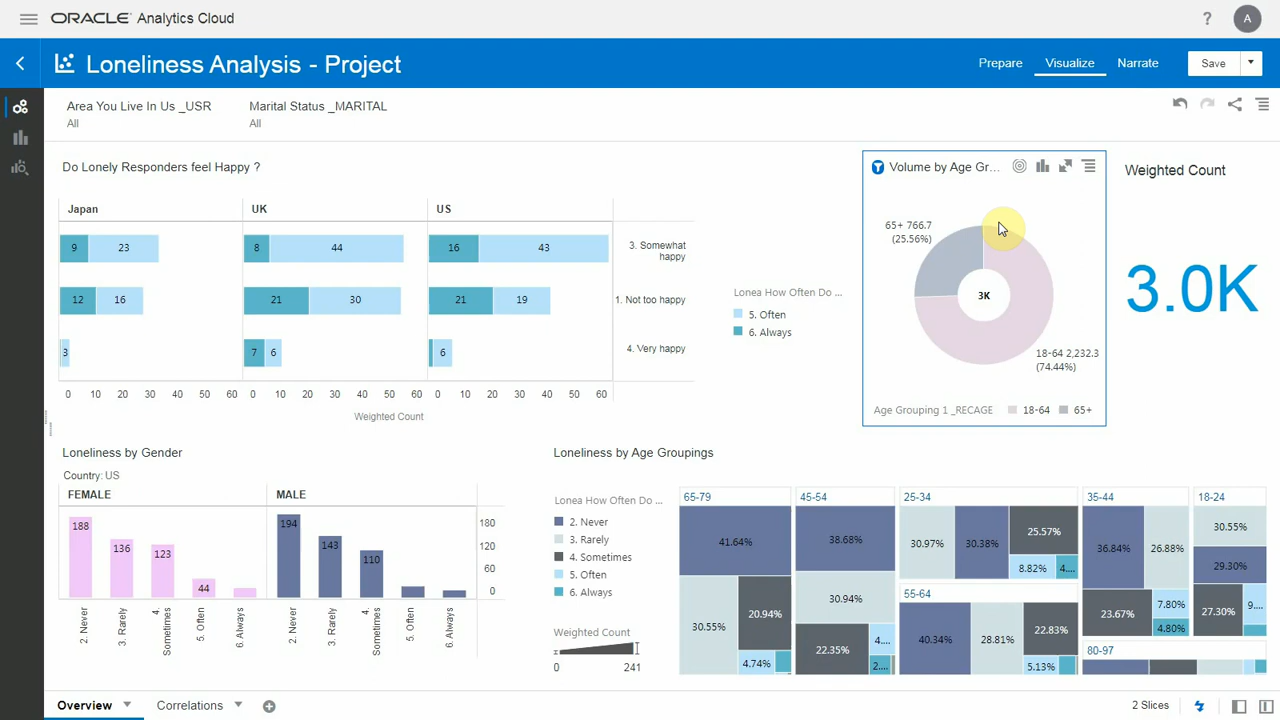 ORACLE Analytics Cloud
?
A
Loneliness Analysis - Project
Prepare
Visualize
Narrate
Save
Area You Live In Us _USR
All
Marital Status _MARITAL
All
Do Lonely Responders feel Happy ?
Japan
UK
US
9
23
8
44
16
43
3. Somewhat
happy
12
16
21
30
21
19
1. Not too happy
3
7
6
6
4. Very happy
0 10 20 30 40 50 60
0 10 20 30 40 50 60
0 10 20 30 40 50 60
Weighted Count
Lonea How Often Do ...
5. Often
6. Always
Volume by Age Gr...
65+ 766.7
(25.56%)
3K
18-64 2,232.3
(74.44%)
Age Grouping 1 _RECAGE
18-64
65+
Weighted Count
3.0K
Loneliness by Gender
Country: US
FEMALE
MALE
188
136
123
44
194
143
110
180
120
60
0
2. Never
3. Rarely
4.
Sometimes
5. Often
6. Always
2. Never
3. Rarely
4.
Sometimes
5. Often
6. Always
Loneliness by Age Groupings
Lonea How Often Do ...
2. Never
3. Rarely
4. Sometimes
5. Often
6. Always
Weighted Count
0
241
65-79
41.64%
30.55%
20.94%
4.74%
45-54
38.68%
30.94%
22.35%
4....
2....
25-34
30.97%
30.38%
25.57%
8.82%
4....
55-64
40.34%
28.81%
22.83%
5.13%
35-44
36.84%
26.88%
23.67%
7.80%
4.80%
18-24
30.55%
29.30%
27.30%
9....
80-97
Overview
Correlations
2 Slices